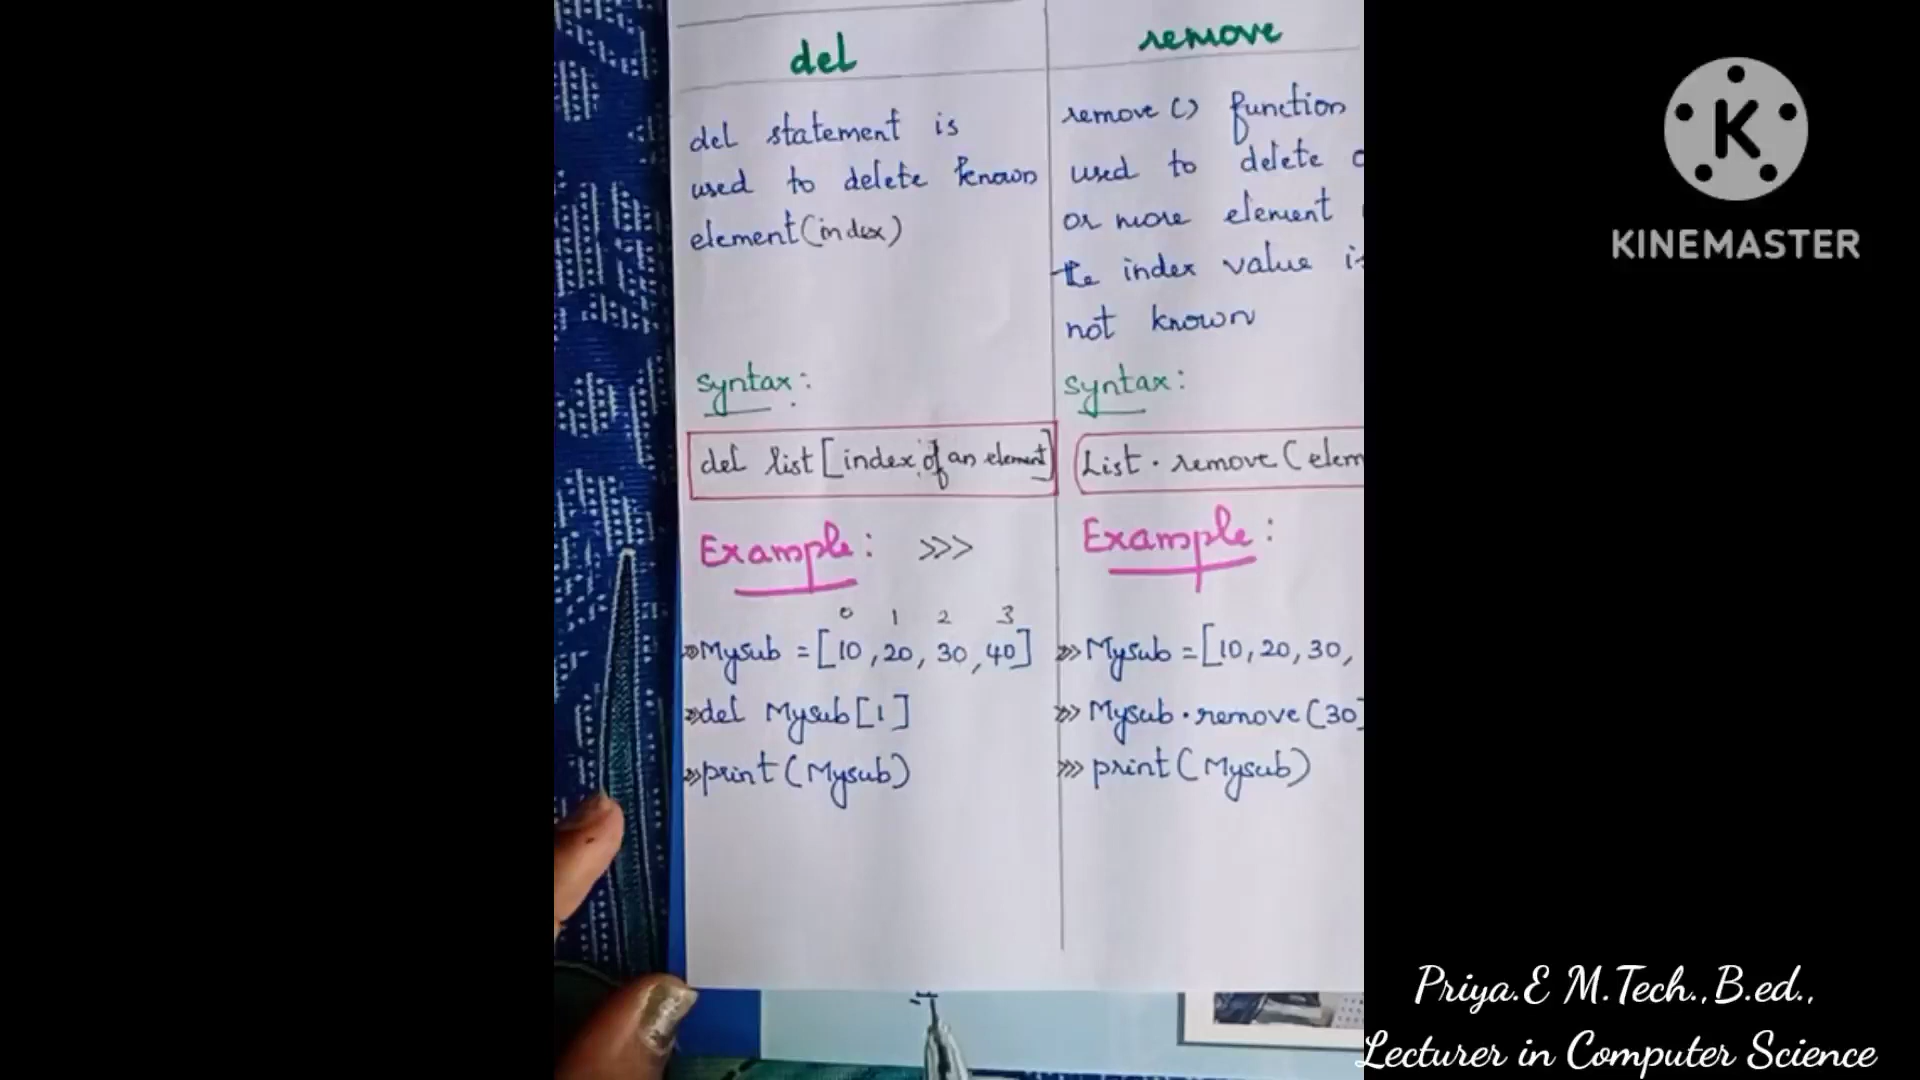 del
del statement is
used to delete known
element(index)
syntax:
del list[index of an element]
Example: >>>
0 1 2 3
>>Mysub = [10,20,30,40]
>>del Mysub[1]
>>print(Mysub)
remove
remove() function
used to delete
or more element
the index value
not known
syntax:
List.remove(elem
Example:
>>> Mysub = [10,20,30,
>>> Mysub.remove(30)
>>> print(Mysub)
K
KINEMASTER
Priya.E M.Tech.,B.ed.,
Lecturer in Computer Science